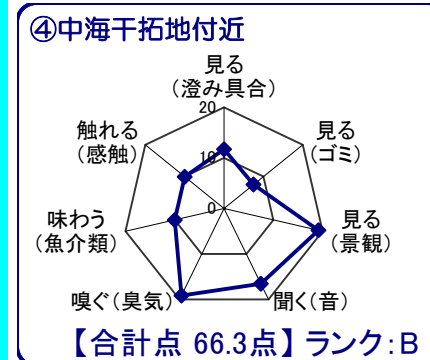 ④中海干拓地付近
見る
(澄み具合)
20
触れる
(感触)
見る
(ゴミ)
10
味わう
(魚介類)
0
見る
(景観)
嗅ぐ(臭気)
聞く(音)
【合計点 66.3点】 ランク:B